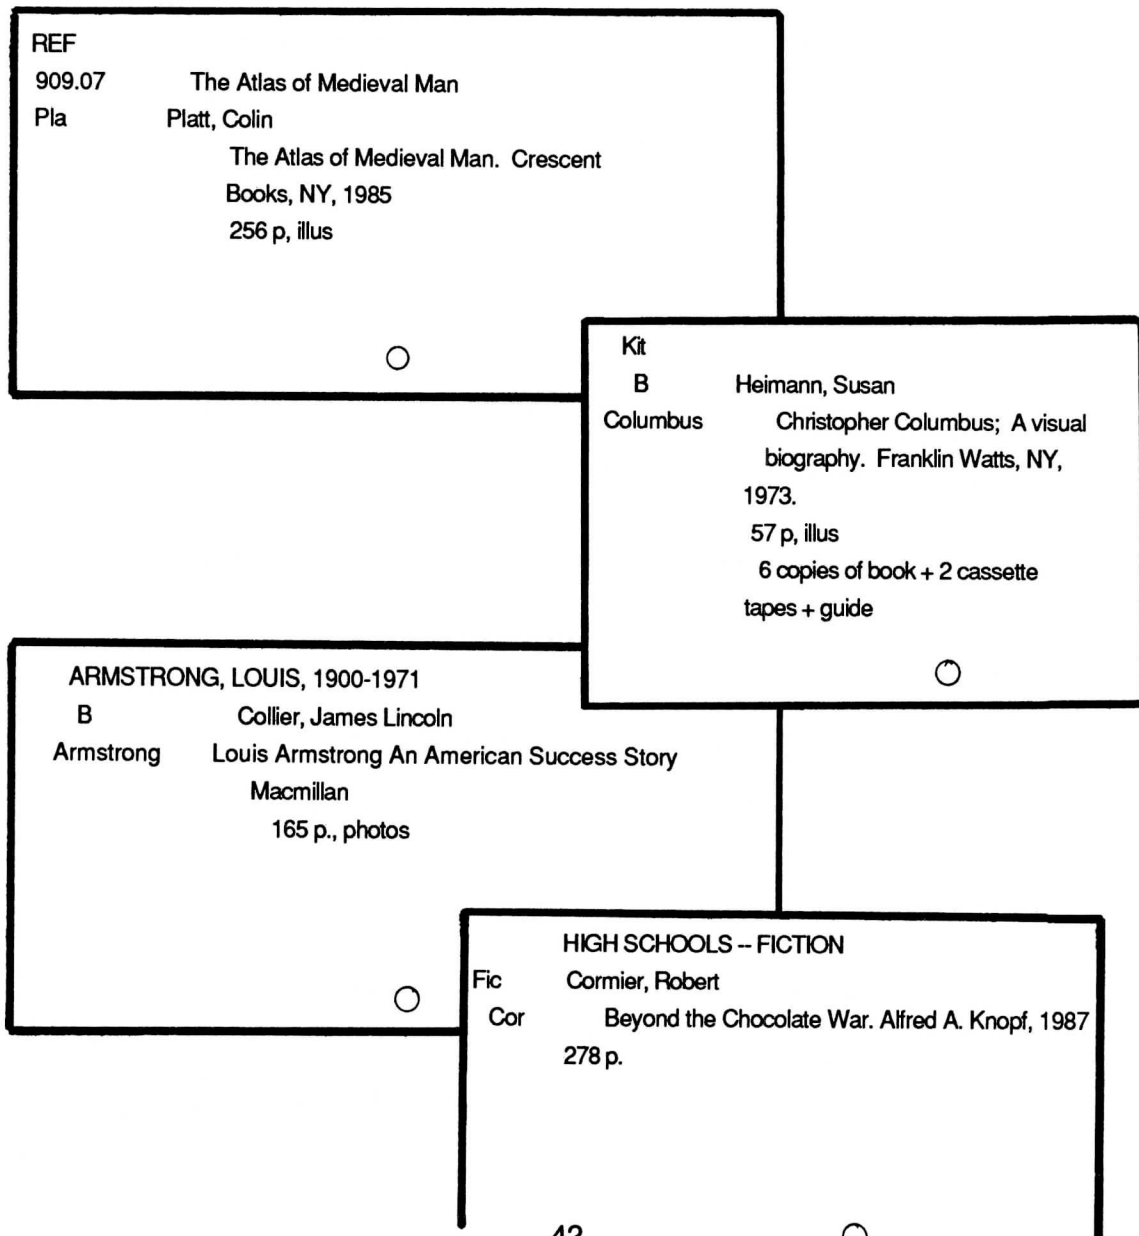 REF
909.07 The Atlas of Medieval Man
Pla Platt, Colin
The Atlas of Medieval Man. Crescent
Books, NY, 1985
256 p, illus
Kit
B Heimann, Susan
Columbus Christopher Columbus; A visual
biography. Franklin Watts, NY,
1973.
57 p, illus
6 copies of book + 2 cassette
tapes + guide
ARMSTRONG, LOUIS, 1900-1971
B Collier, James Lincoln
Armstrong Louis Armstrong An American Success Story
Macmillan
165 p., photos
HIGH SCHOOLS -- FICTION
Fic Cormier, Robert
Cor Beyond the Chocolate War. Alfred A. Knopf, 1987
278 p.